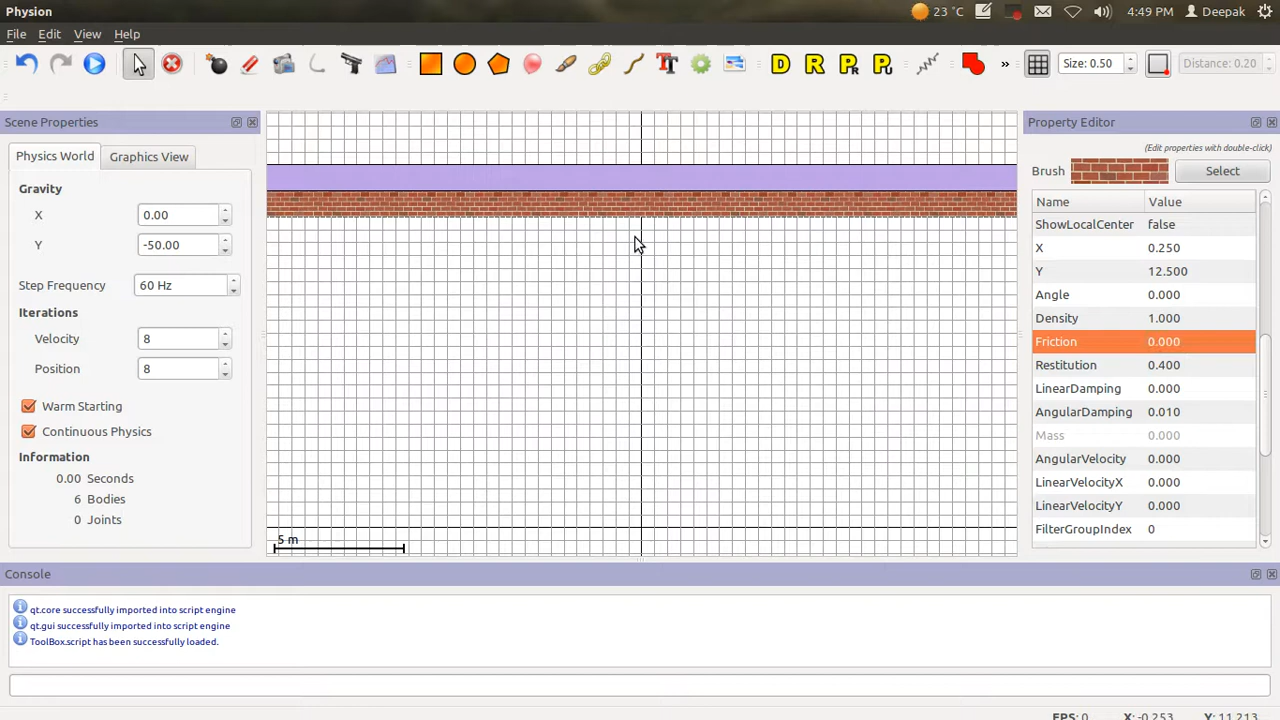 Physion
23 °C
4:49 PM
Deepak
File Edit View Help
D R PR PU
»
Size: 0.50
Distance: 0.20
Scene Properties
Physics World Graphics View
Gravity
X 0.00
Y -50.00
Step Frequency 60 Hz
Iterations
Velocity 8
Position 8
Warm Starting
Continuous Physics
Information
0.00 Seconds
6 Bodies
0 Joints
5 m
Property Editor
(Edit properties with double-click)
Brush Select
Name Value
ShowLocalCenter false
X 0.250
Y 12.500
Angle 0.000
Density 1.000
Friction 0.000
Restitution 0.400
LinearDamping 0.000
AngularDamping 0.010
Mass 0.000
AngularVelocity 0.000
LinearVelocityX 0.000
LinearVelocityY 0.000
FilterGroupIndex 0
Console
qt.core successfully imported into script engine
qt.gui successfully imported into script engine
ToolBox.script has been successfully loaded.
FPS: 0 X: -0.253 Y: 11.213